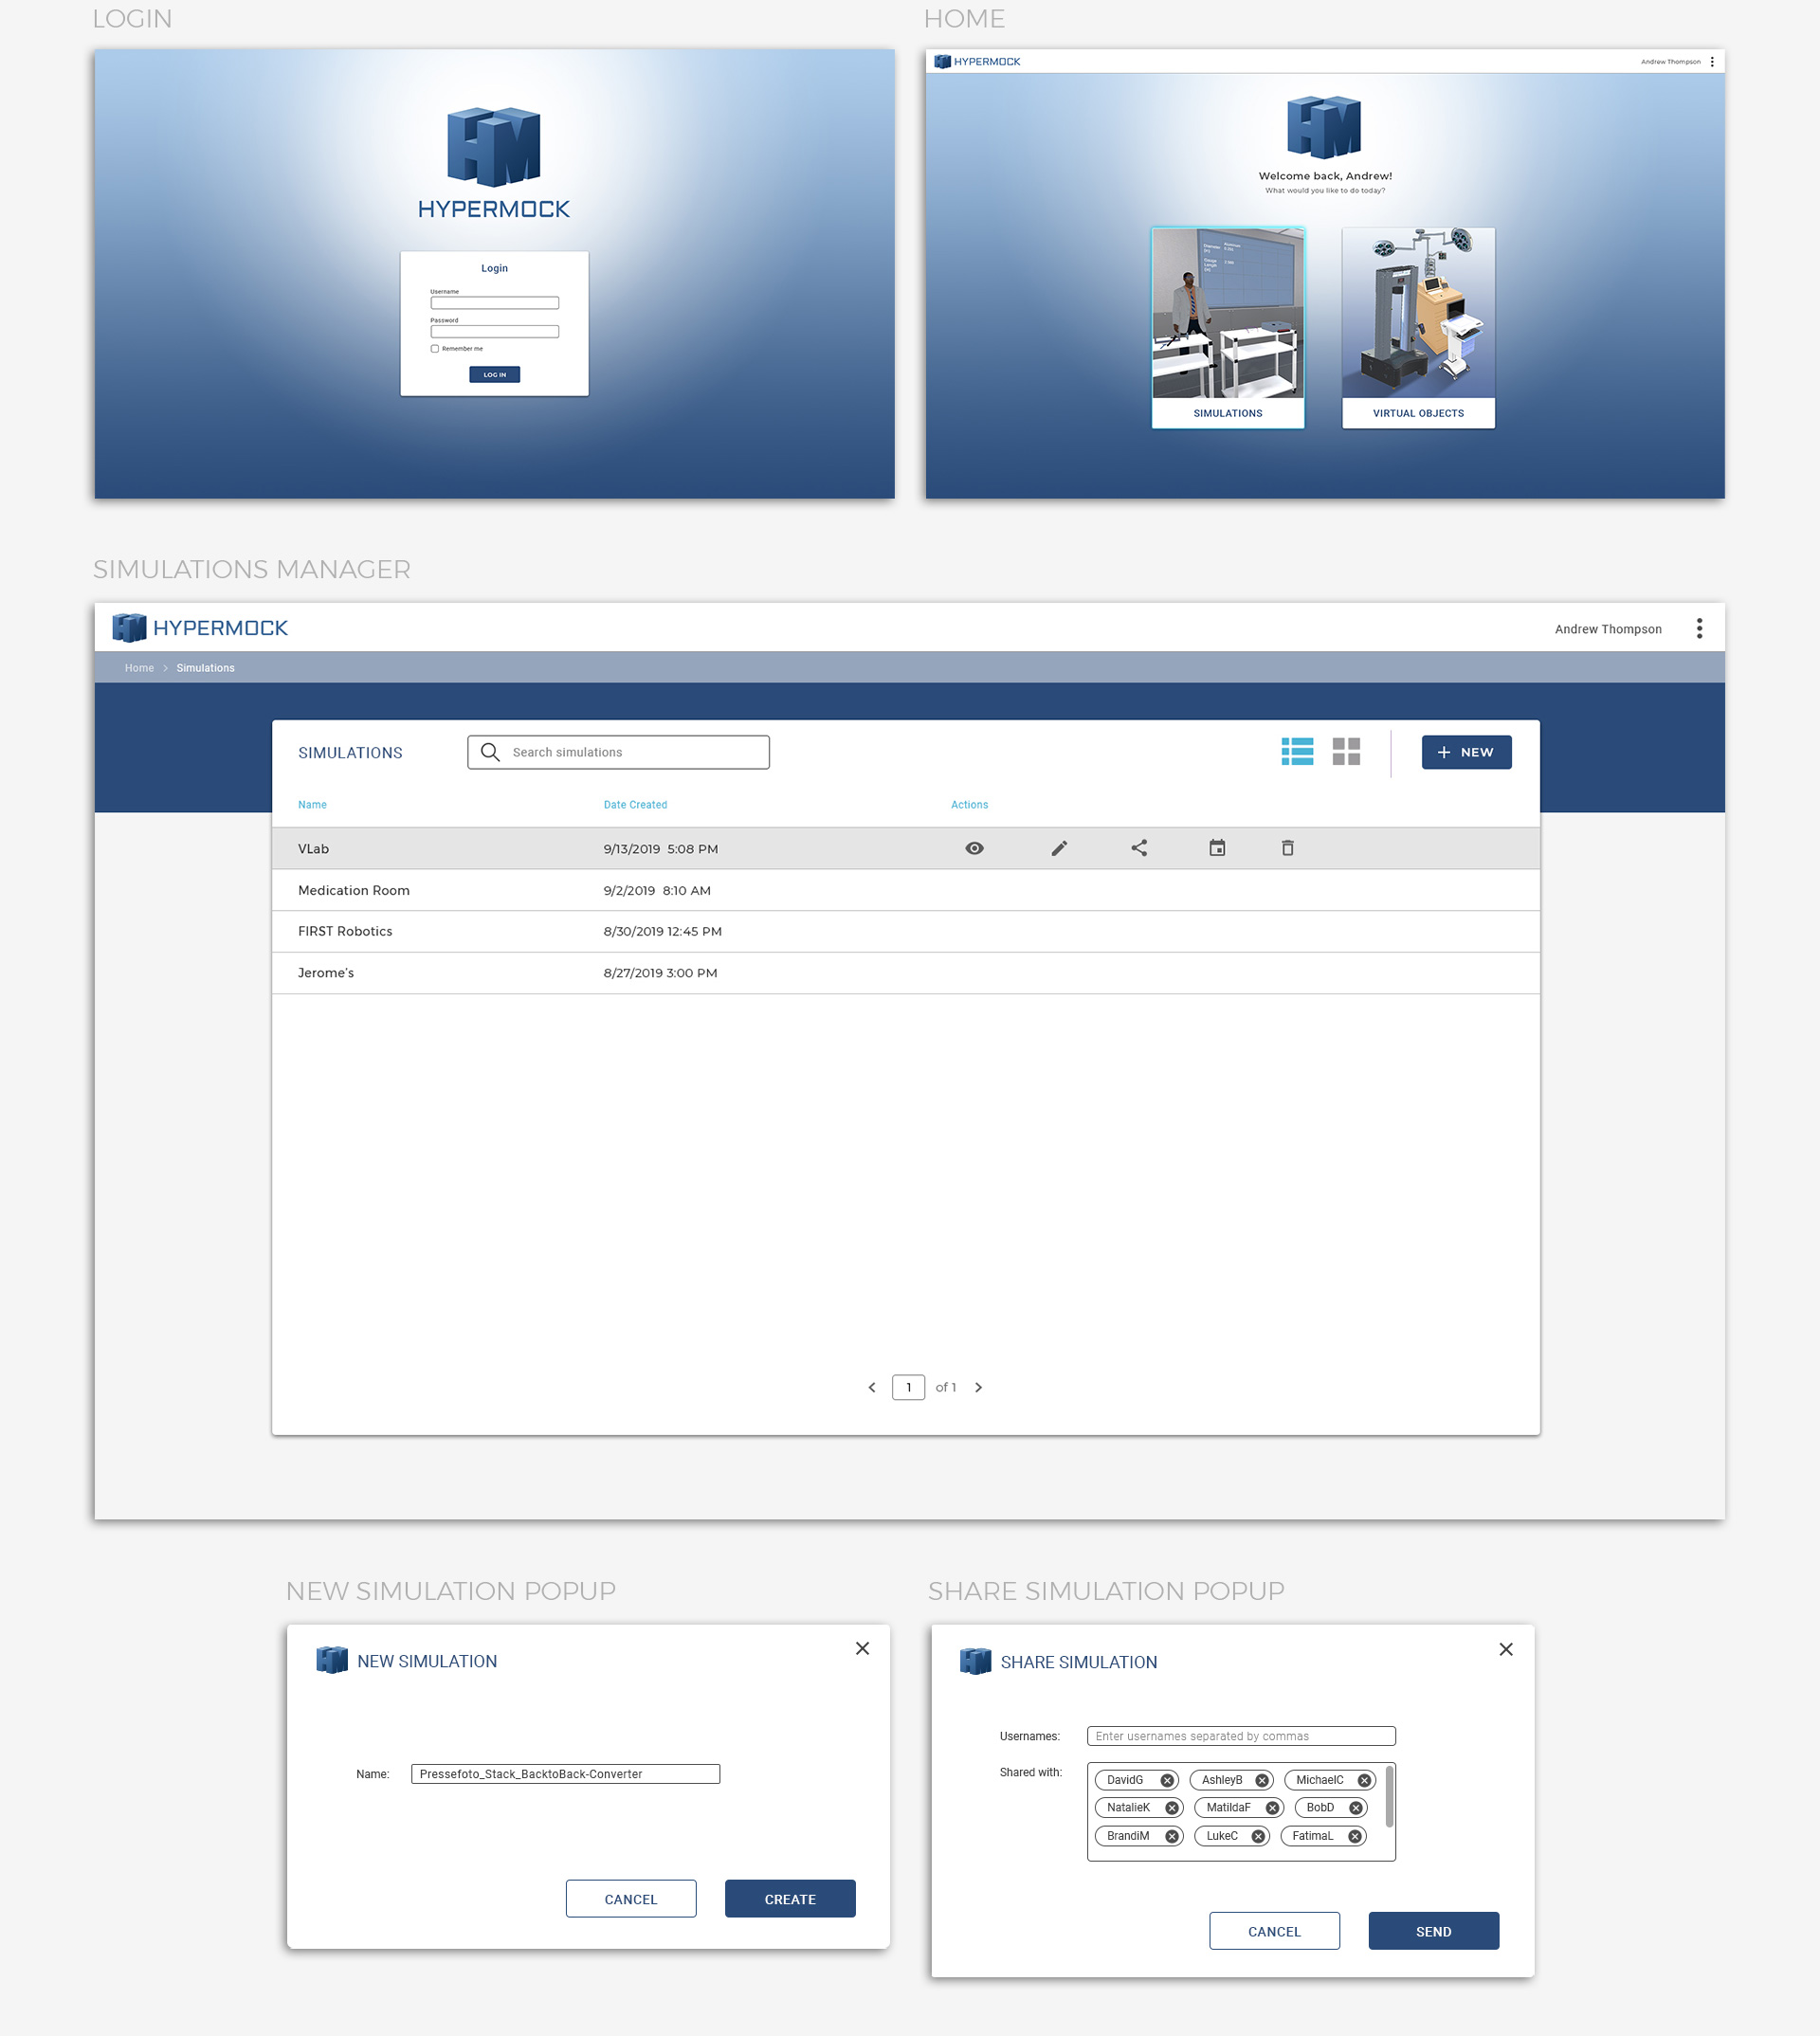 LOGIN
HYPERMOCK
Login
Username
Password
Remember me
LOG IN
HOME
HYPERMOCK
Andrew Thompson
Welcome back, Andrew!
What would you like to do today?
SIMULATIONS
VIRTUAL OBJECTS
SIMULATIONS MANAGER
HYPERMOCK
Andrew Thompson
Home > Simulations
SIMULATIONS
Search simulations
+ NEW
Name Date Created Actions
VLab 9/13/2019 5:08 PM
Medication Room 9/2/2019 8:10 AM
FIRST Robotics 8/30/2019 12:45 PM
Jerome's 8/27/2019 3:00 PM
1 of 1
NEW SIMULATION POPUP
NEW SIMULATION
Name: Pressefoto_Stack_BacktoBack-Converter
CANCEL CREATE
SHARE SIMULATION POPUP
SHARE SIMULATION
Usernames: Enter usernames separated by commas
Shared with: DavidG AshleyB MichaelC
NatalieK MatildaF BobD
BrandiM LukeC FatimaL
CANCEL SEND